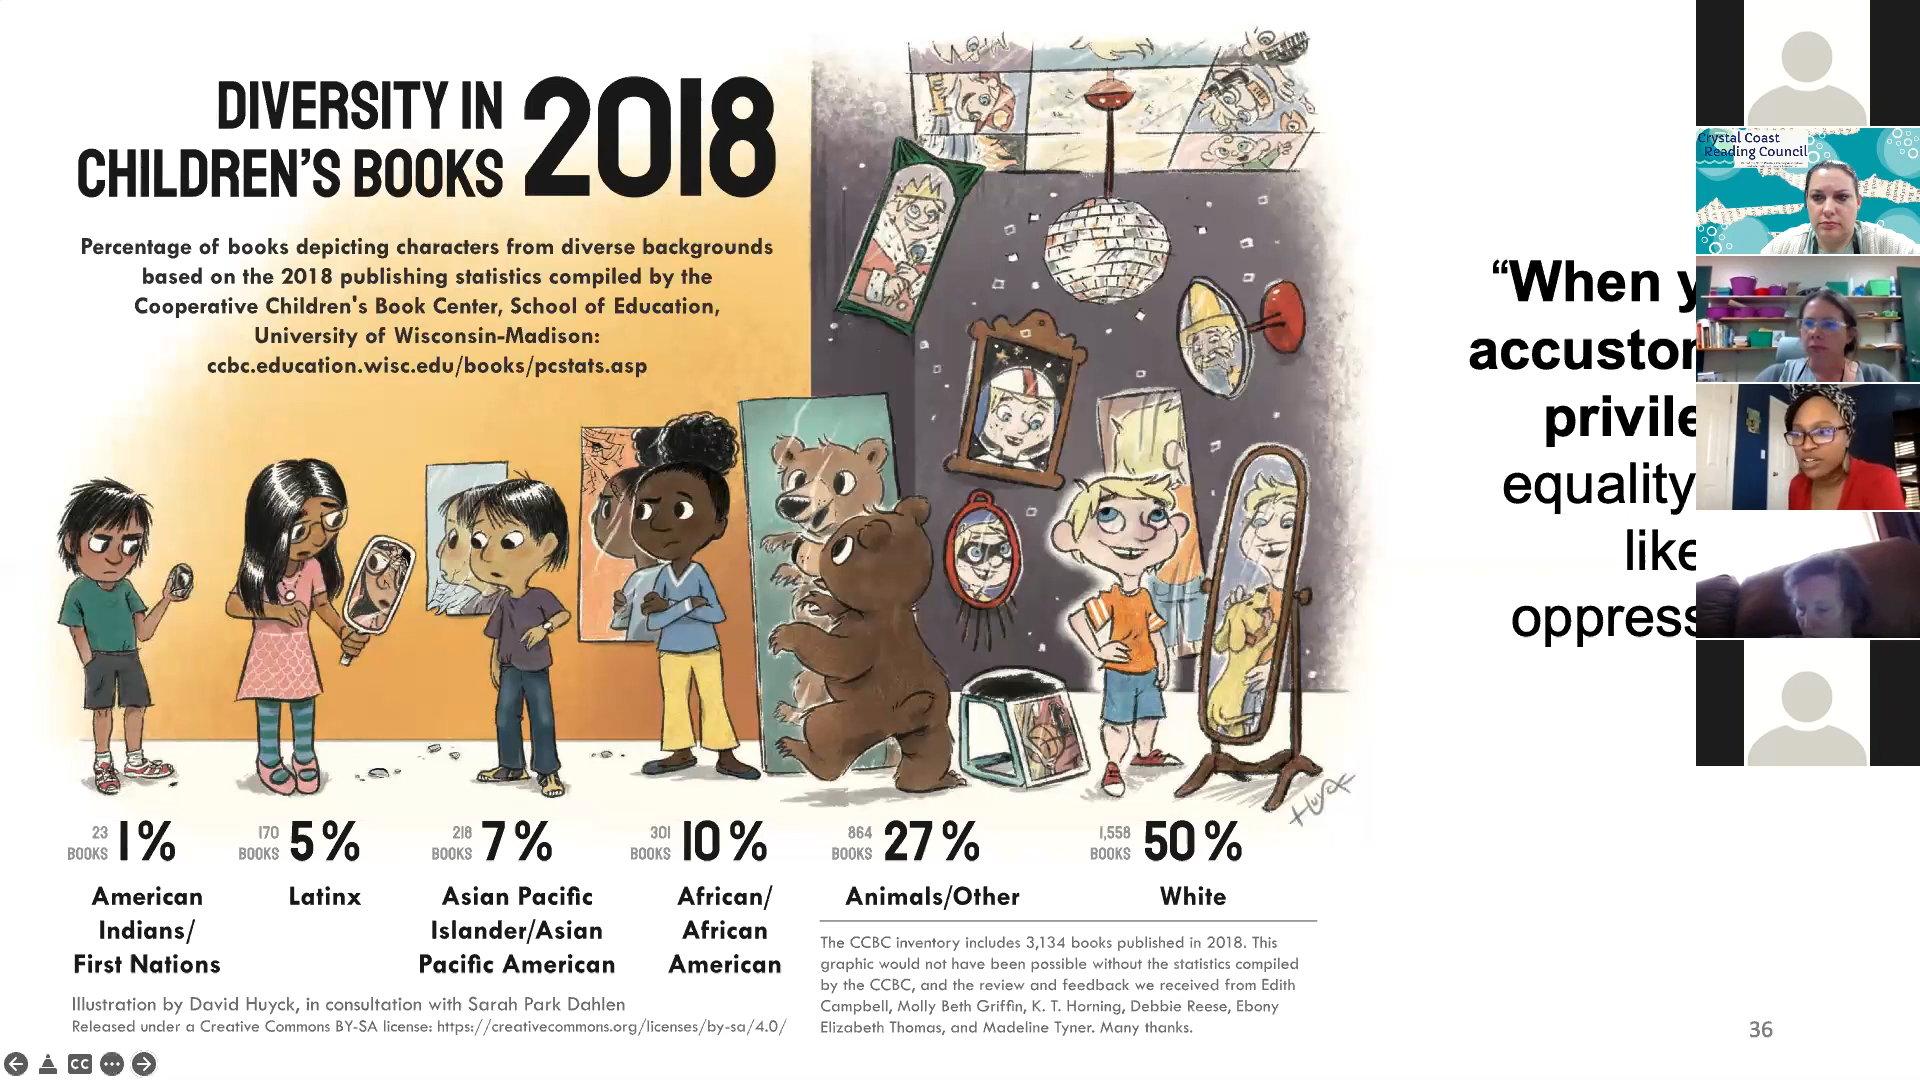 DIVERSITY IN
CHILDREN'S BOOKS 2018
Percentage of books depicting characters from diverse backgrounds
based on the 2018 publishing statistics compiled by the
Cooperative Children's Book Center, School of Education,
University of Wisconsin-Madison:
ccbc.education.wisc.edu/books/pcstats.asp
Huyck
23 BOOKS 1%
American
Indians/
First Nations
170 BOOKS 5%
Latinx
218 BOOKS 7%
Asian Pacific
Islander/Asian
Pacific American
301 BOOKS 10%
African/
African
American
864 BOOKS 27%
Animals/Other
1,558 BOOKS 50%
White
The CCBC inventory includes 3,134 books published in 2018. This
graphic would not have been possible without the statistics compiled
by the CCBC, and the review and feedback we received from Edith
Campbell, Molly Beth Griffin, K. T. Horning, Debbie Reese, Ebony
Elizabeth Thomas, and Madeline Tyner. Many thanks.
Illustration by David Huyck, in consultation with Sarah Park Dahlen
Released under a Creative Commons BY-SA license: https://creativecommons.org/licenses/by-sa/4.0/
“When
equality
like
36
Crystal Coast
Reading Council
CC